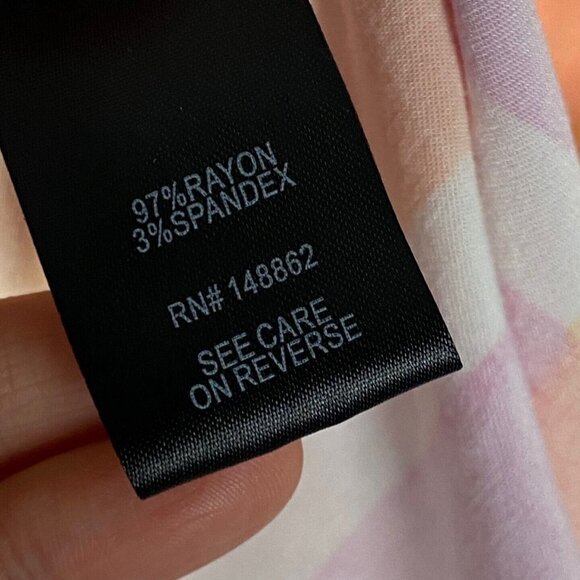 97%RAYON
3%SPANDEX
RN# 148862
SEE CARE
ON REVERSE